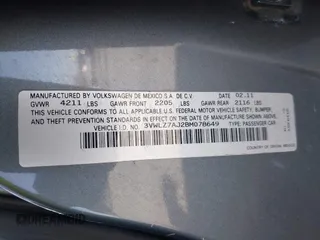 MANUFACTURED BY VOLKSWAGEN DE MEXICO,S.A. DE C.V. 02.11
GVWR 4211 LBS GAWR FRONT 2205 LBS GAWR REAR 2116 LBS
THIS VEHICLE CONFORMS TO ALL APPLICABLE U.S. FEDERAL MOTOR VEHICLE SAFETY, BUMPER,
AND THEFT PREVENTION STANDARDS IN EFFECT ON THE DATE OF MANUFACTURE SHOWN ABOVE.
VEHICLE IDENT.NO.: 3VWLZ7AJ2BM078649 TYPE: PASSENGER CAR